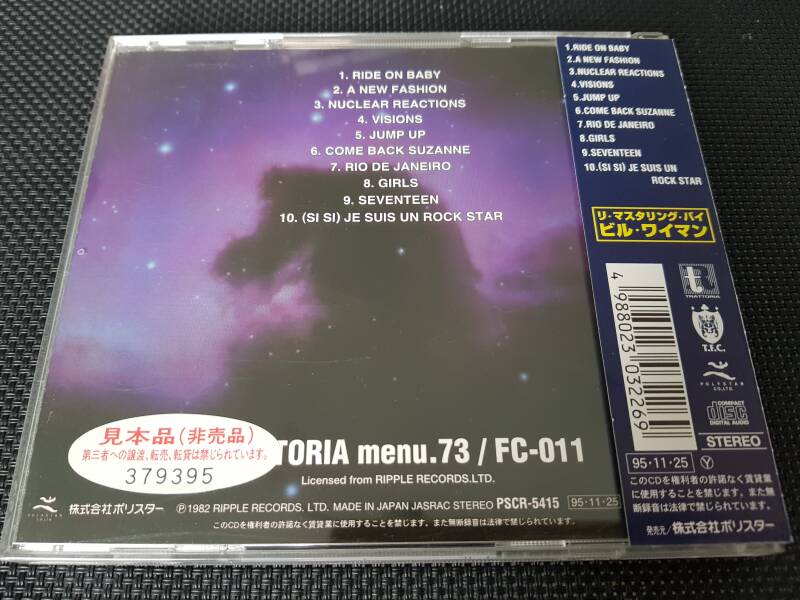 1. RIDE ON BABY
2. A NEW FASHION
3. NUCLEAR REACTIONS
4. VISIONS
5. JUMP UP
6. COME BACK SUZANNE
7. RIO DE JANEIRO
8. GIRLS
9. SEVENTEEN
10. (SI SI) JE SUIS UN ROCK STAR
見本品(非売品)
第三者への譲渡、転売、転貸は禁じられています。
379395
TORIA menu.73 / FC-011
Licensed from RIPPLE RECORDS.LTD.
POLYSTAR
CO.,LTD.
株式会社ポリスター
Ⓟ1982 RIPPLE RECORDS. LTD. MADE IN JAPAN JASRAC STEREO PSCR-5415 95・11・25
このCDを権利者の許諾なく賃貸業に使用することを禁じます。また無断録音は法律で禁じられています。
1.RIDE ON BABY
2.A NEW FASHION
3.NUCLEAR REACTIONS
4.VISIONS
5.JUMP UP
6.COME BACK SUZANNE
7.RIO DE JANEIRO
8.GIRLS
9.SEVENTEEN
10.(SI SI) JE SUIS UN
ROCK STAR
リ・マスタリング・バイ
ビル・ワイマン
4 988023 032269
TRATTORIA
T.F.C.
POLYSTAR
CO.,LTD.
COMPACT
disc
DIGITAL AUDIO
STEREO
95・11・25 Y
このCDを権利者の許諾なく賃貸業
に使用することを禁じます。また無
断録音は法律で禁じられています。
発売元/株式会社ポリスター